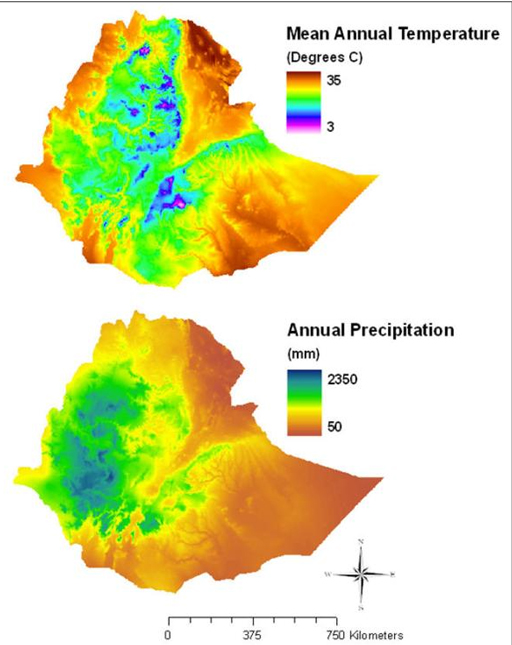 Mean Annual Temperature
(Degrees C)
35
3
Annual Precipitation
(mm)
2350
50
N
W
E
S
0 375 750 Kilometers